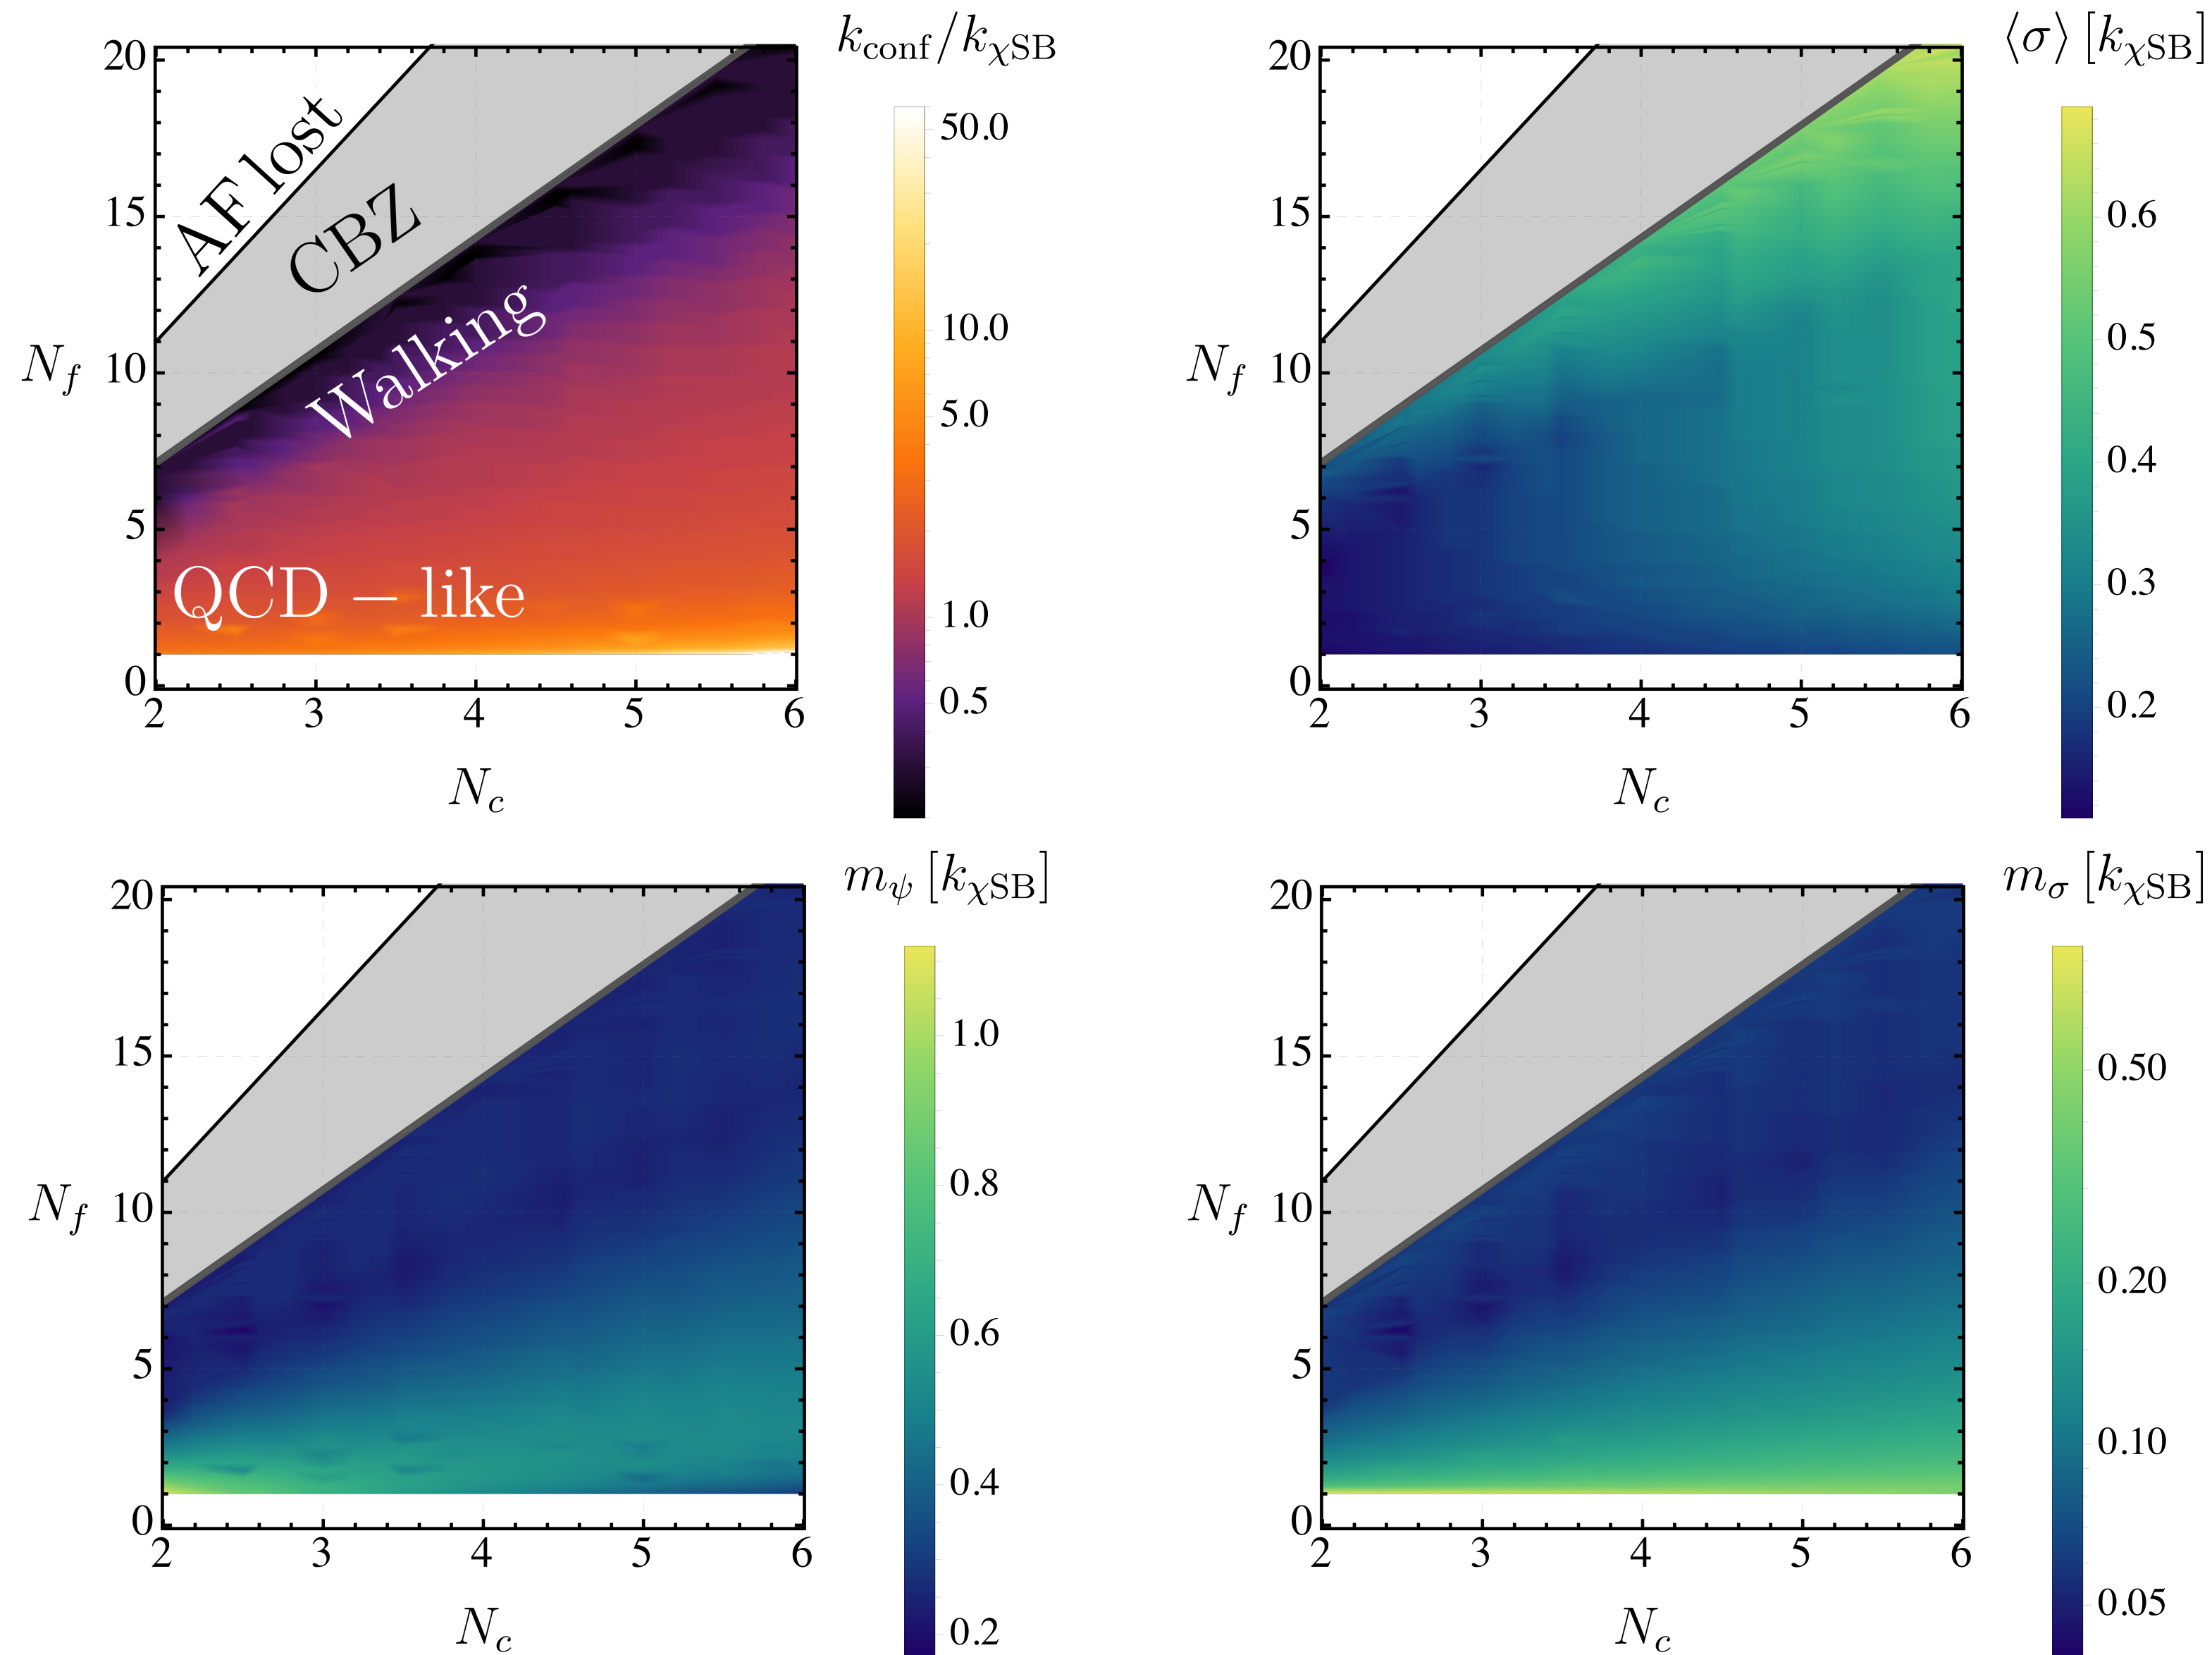 k_conf/k_χSB
20
15
10
5
0
N_f
AF lost
CBZ
Walking
QCD − like
2 3 4 5 6
N_c
50.0
10.0
5.0
1.0
0.5
⟨σ⟩ [k_χSB]
20
15
10
5
0
N_f
2 3 4 5 6
N_c
0.6
0.5
0.4
0.3
0.2
m_ψ [k_χSB]
20
15
10
5
0
N_f
2 3 4 5 6
N_c
1.0
0.8
0.6
0.4
0.2
m_σ [k_χSB]
20
15
10
5
0
N_f
2 3 4 5 6
N_c
0.50
0.20
0.10
0.05